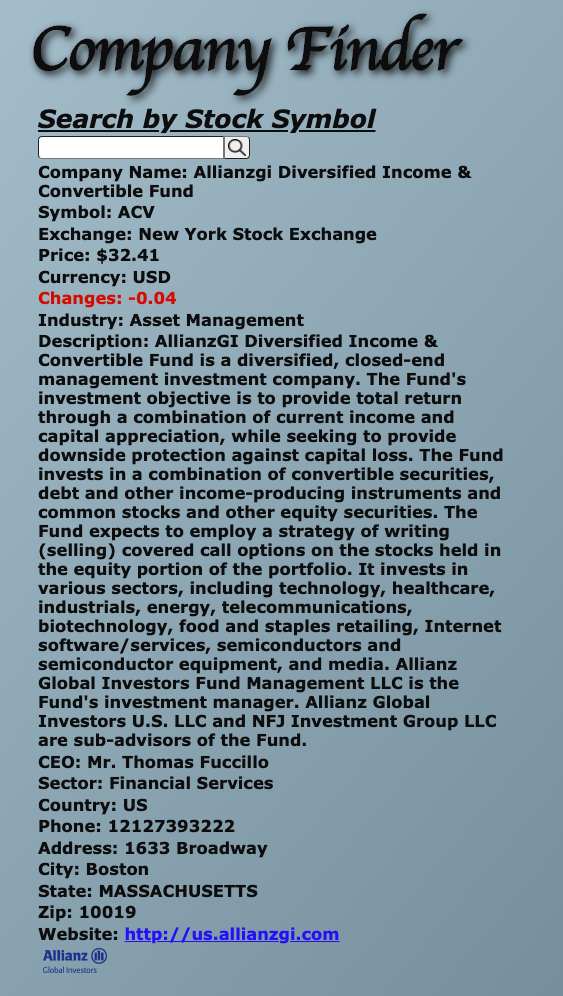 Company Finder
Search by Stock Symbol
Company Name: Allianzgi Diversified Income &
Convertible Fund
Symbol: ACV
Exchange: New York Stock Exchange
Price: $32.41
Currency: USD
Changes: -0.04
Industry: Asset Management
Description: AllianzGI Diversified Income &
Convertible Fund is a diversified, closed-end
management investment company. The Fund's
investment objective is to provide total return
through a combination of current income and
capital appreciation, while seeking to provide
downside protection against capital loss. The Fund
invests in a combination of convertible securities,
debt and other income-producing instruments and
common stocks and other equity securities. The
Fund expects to employ a strategy of writing
(selling) covered call options on the stocks held in
the equity portion of the portfolio. It invests in
various sectors, including technology, healthcare,
industrials, energy, telecommunications,
biotechnology, food and staples retailing, Internet
software/services, semiconductors and
semiconductor equipment, and media. Allianz
Global Investors Fund Management LLC is the
Fund's investment manager. Allianz Global
Investors U.S. LLC and NFJ Investment Group LLC
are sub-advisors of the Fund.
CEO: Mr. Thomas Fuccillo
Sector: Financial Services
Country: US
Phone: 12127393222
Address: 1633 Broadway
City: Boston
State: MASSACHUSETTS
Zip: 10019
Website: http://us.allianzgi.com
Allianz
Global Investors